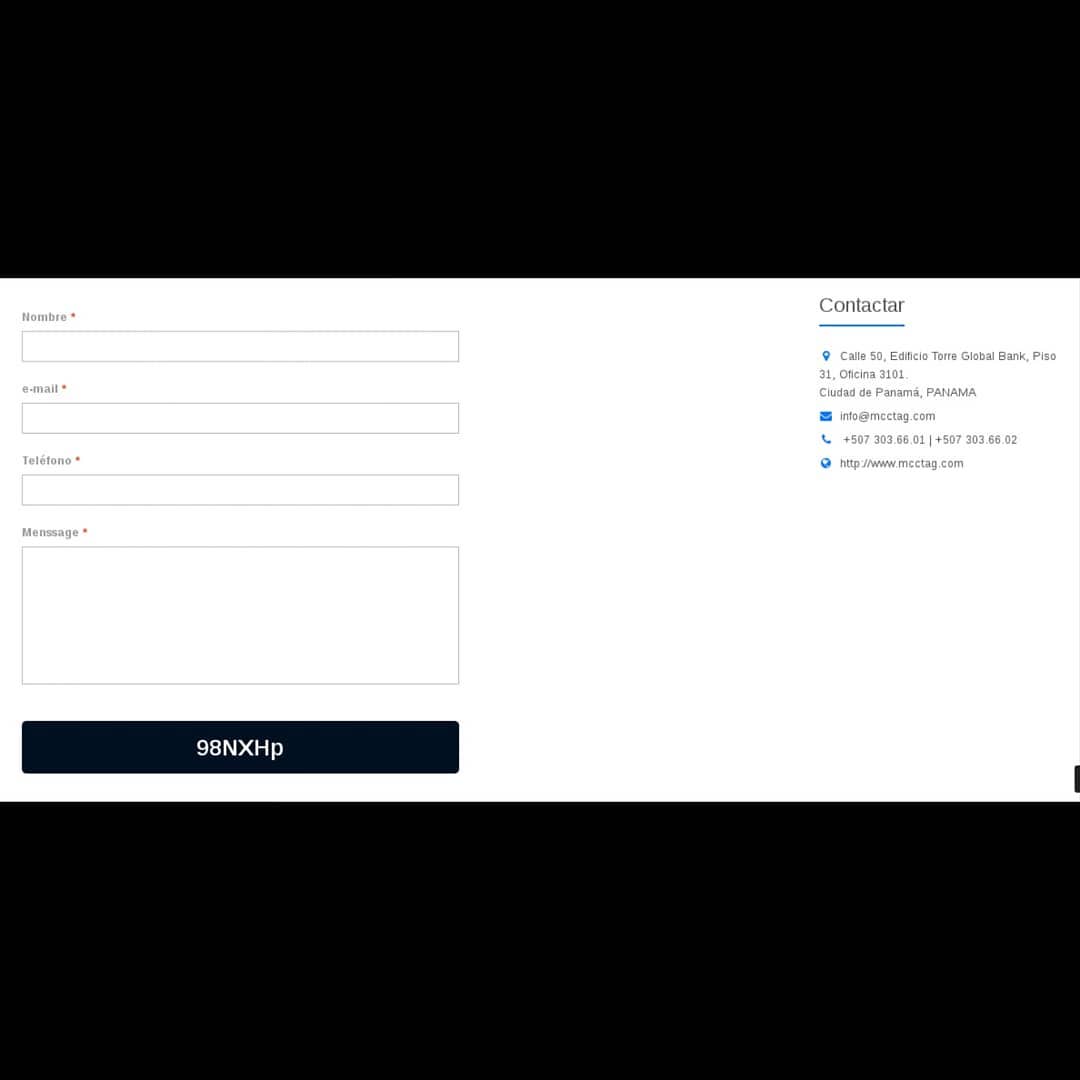 Nombre *
e-mail *
Teléfono *
Menssage *
98NXHp
Contactar
Calle 50, Edificio Torre Global Bank, Piso
31, Oficina 3101.
Ciudad de Panamá, PANAMA
info@mcctag.com
+507 303.66.01 | +507 303.66.02
http://www.mcctag.com